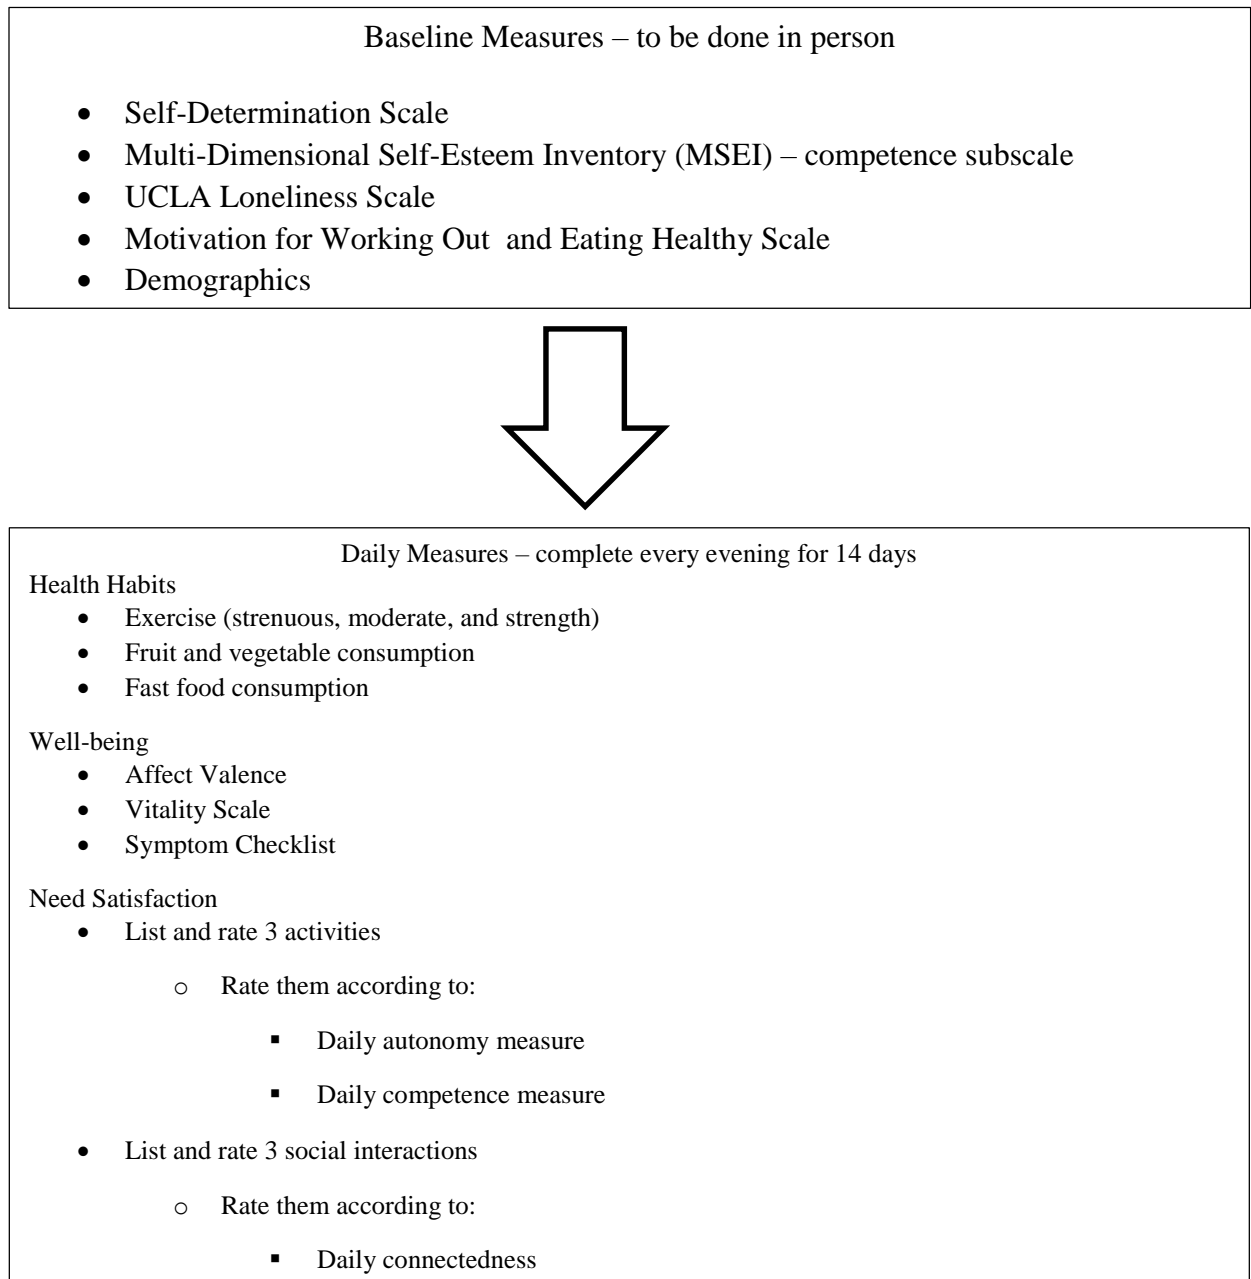 Baseline Measures – to be done in person
• Self-Determination Scale
• Multi-Dimensional Self-Esteem Inventory (MSEI) – competence subscale
• UCLA Loneliness Scale
• Motivation for Working Out  and Eating Healthy Scale
• Demographics
Daily Measures – complete every evening for 14 days
Health Habits
• Exercise (strenuous, moderate, and strength)
• Fruit and vegetable consumption
• Fast food consumption
Well-being
• Affect Valence
• Vitality Scale
• Symptom Checklist
Need Satisfaction
• List and rate 3 activities
o Rate them according to:
▪ Daily autonomy measure
▪ Daily competence measure
• List and rate 3 social interactions
o Rate them according to:
▪ Daily connectedness